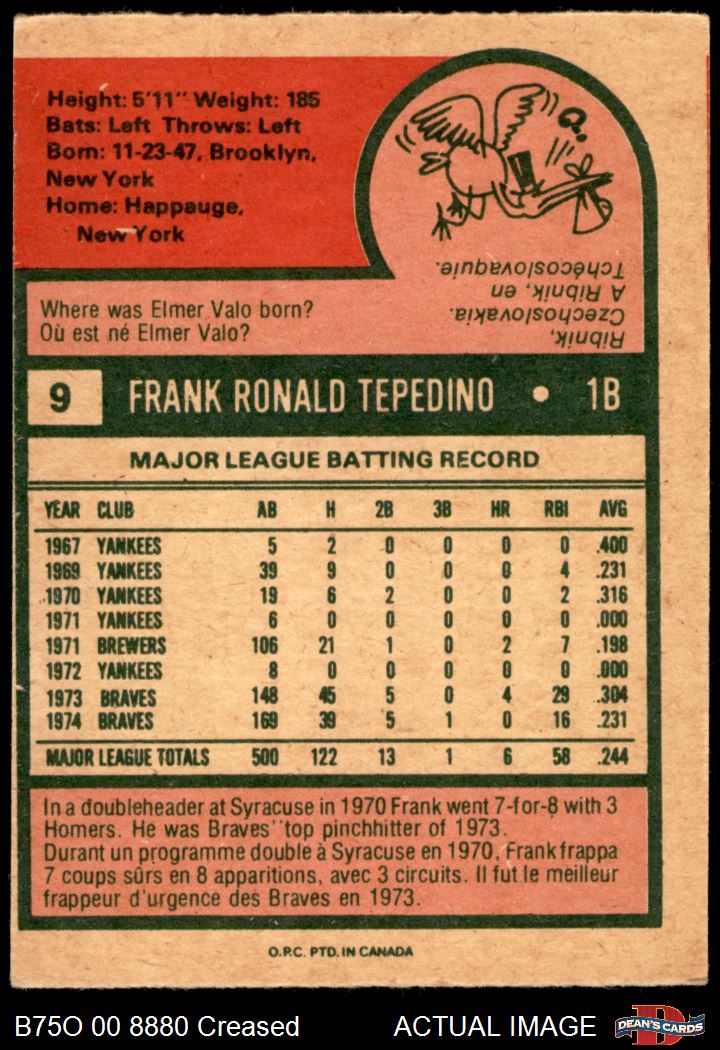 Height: 5'11" Weight: 185
Bats: Left Throws: Left
Born: 11-23-47, Brooklyn,
New York
Home: Happauge,
New York
Where was Elmer Valo born?
Où est né Elmer Valo?
Ribnik,
Czechoslovakia.
A Ribnik, en
Tchécoslovaquie.
9 FRANK RONALD TEPEDINO • 1B
MAJOR LEAGUE BATTING RECORD
YEAR CLUB AB H 2B 3B HR RBI AVG
1967 YANKEES 5 2 0 0 0 0 .400
1969 YANKEES 39 9 0 0 0 4 .231
1970 YANKEES 19 6 2 0 0 2 .316
1971 YANKEES 6 0 0 0 0 0 .000
1971 BREWERS 106 21 1 0 2 7 .198
1972 YANKEES 8 0 0 0 0 0 .000
1973 BRAVES 148 45 5 0 4 29 .304
1974 BRAVES 169 39 5 1 0 16 .231
MAJOR LEAGUE TOTALS 500 122 13 1 6 58 .244
In a doubleheader at Syracuse in 1970 Frank went 7-for-8 with 3
Homers. He was Braves' top pinchhitter of 1973.
Durant un programme double à Syracuse en 1970, Frank frappa
7 coups sûrs en 8 apparitions, avec 3 circuits. Il fut le meilleur
frappeur d'urgence des Braves en 1973.
O.P.C. PTD. IN CANADA
B75O 00 8880 Creased ACTUAL IMAGE
D
DEAN'S CARDS